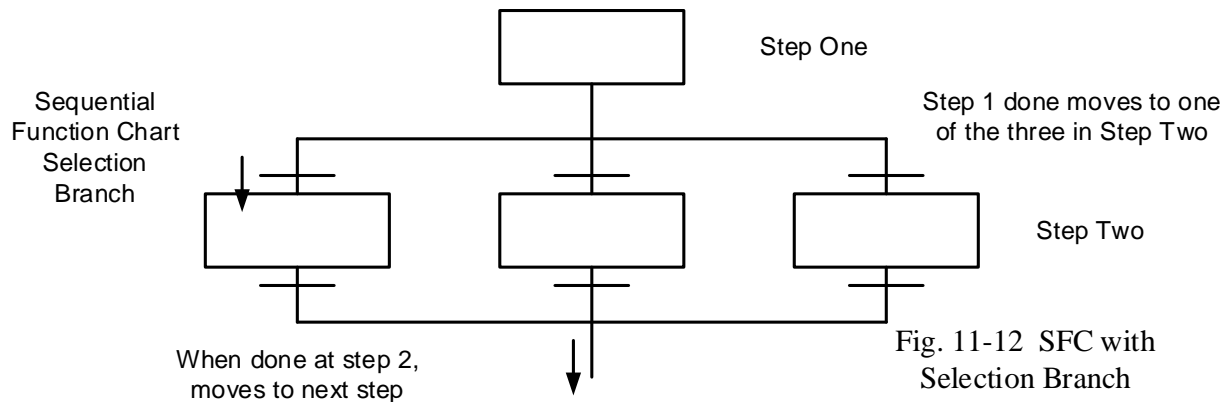 Step One
Sequential
Function Chart
Selection
Branch
Step 1 done moves to one
of the three in Step Two
Step Two
When done at step 2,
moves to next step
Fig. 11-12 SFC with
Selection Branch